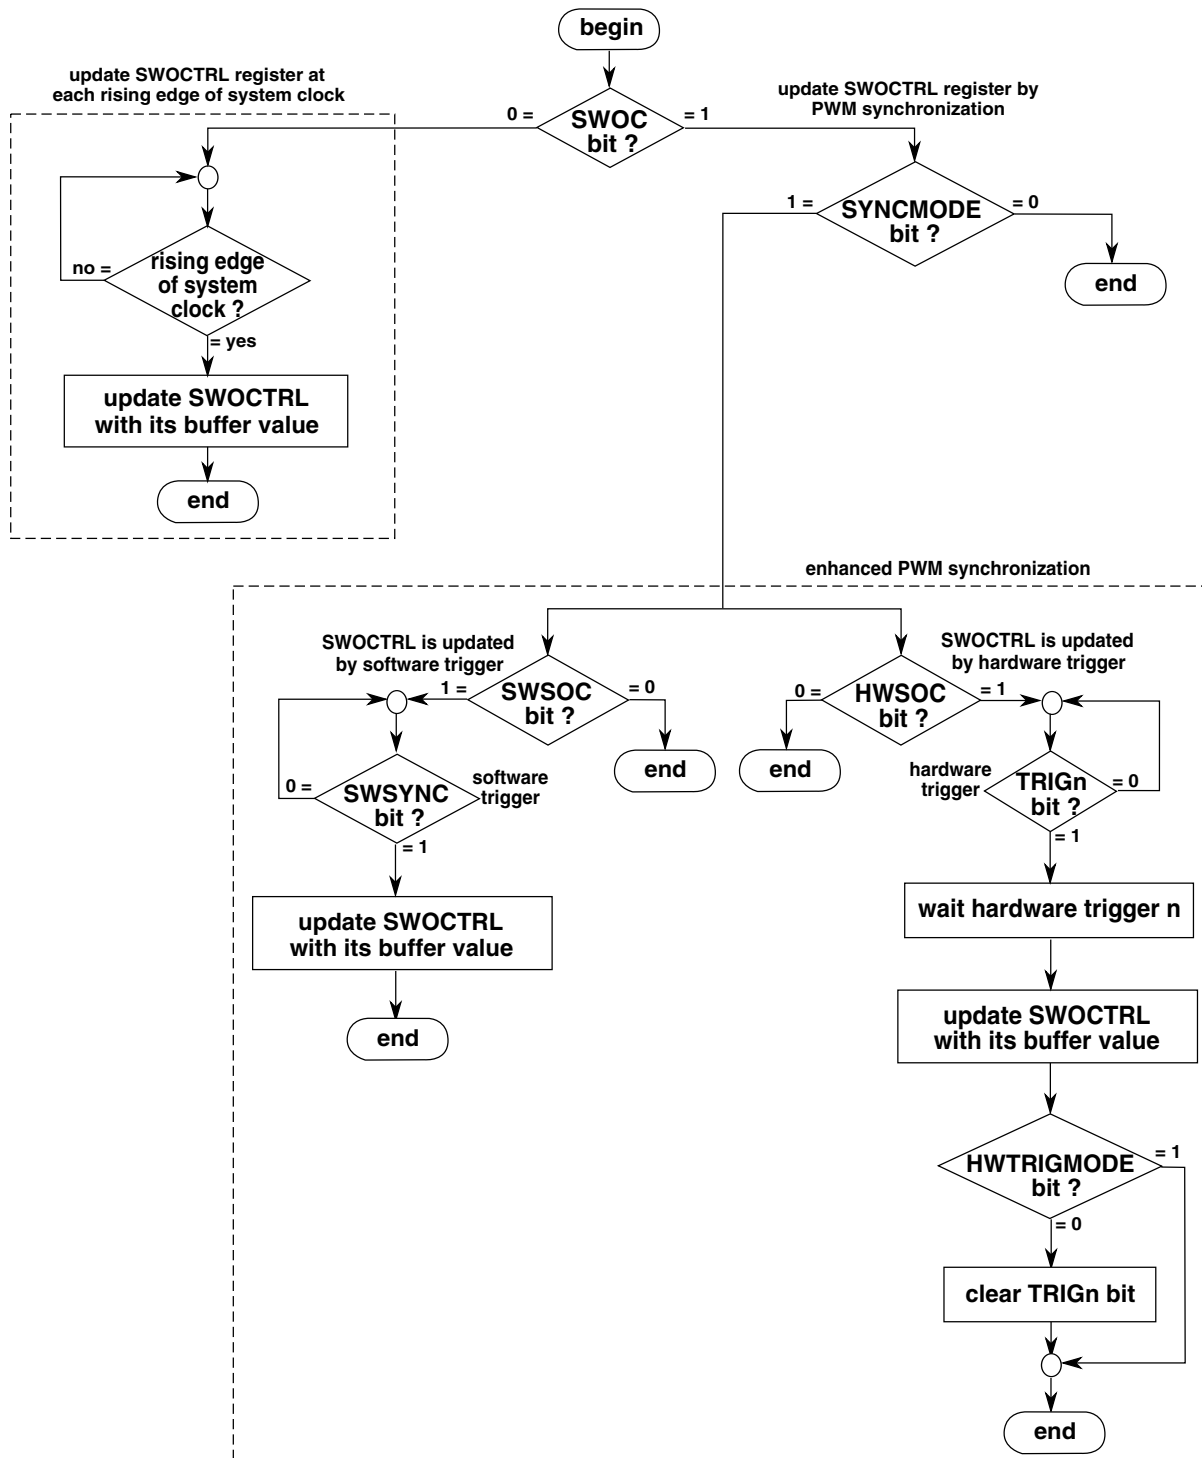 begin
update SWOCTRL register at
each rising edge of system clock
0 =
SWOC
bit ?
= 1
update SWOCTRL register by
PWM synchronization
1 =
SYNCMODE
bit ?
= 0
end
no =
rising edge
of system
clock ?
= yes
update SWOCTRL
with its buffer value
end
enhanced PWM synchronization
SWOCTRL is updated
by software trigger
1 =
SWSOC
bit ?
= 0
end
0 =
SWSYNC
bit ?
software
trigger
= 1
update SWOCTRL
with its buffer value
end
SWOCTRL is updated
by hardware trigger
0 =
HWSOC
bit ?
= 1
end
hardware
trigger
TRIGn
bit ?
= 0
= 1
wait hardware trigger n
update SWOCTRL
with its buffer value
HWTRIGMODE
bit ?
= 1
= 0
clear TRIGn bit
end